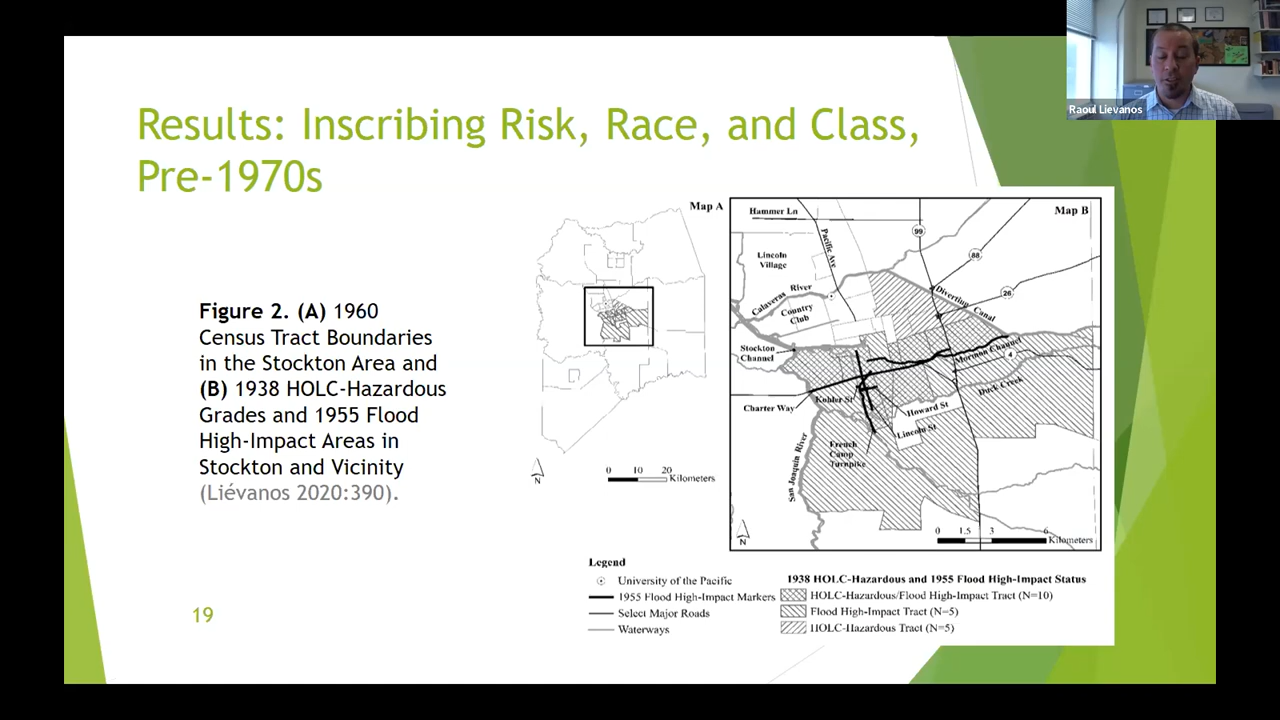 Raoul Lievanos
Results: Inscribing Risk, Race, and Class,
Pre-1970s
Figure 2. (A) 1960
Census Tract Boundaries
in the Stockton Area and
(B) 1938 HOLC-Hazardous
Grades and 1955 Flood
High-Impact Areas in
Stockton and Vicinity
(Liévanos 2020:390).
19
Map A
N
0 10 20
Kilometers
Map B
Hammer Ln
Pacific Ave
99
88
26
Lincoln
Village
Calaveras River
Country
Club
Diverting Canal
Stockton
Channel
Mormon Channel
4
Duck Creek
Charter Way
Kohler St
Howard St
Lincoln St
French
Camp
Turnpike
San Joaquin River
N
0 1.5 3 6
Kilometers
Legend
University of the Pacific
1955 Flood High-Impact Markers
Select Major Roads
Waterways
1938 HOLC-Hazardous and 1955 Flood High-Impact Status
HOLC-Hazardous/Flood High-Impact Tract (N=10)
Flood High-Impact Tract (N=5)
HOLC-Hazardous Tract (N=5)